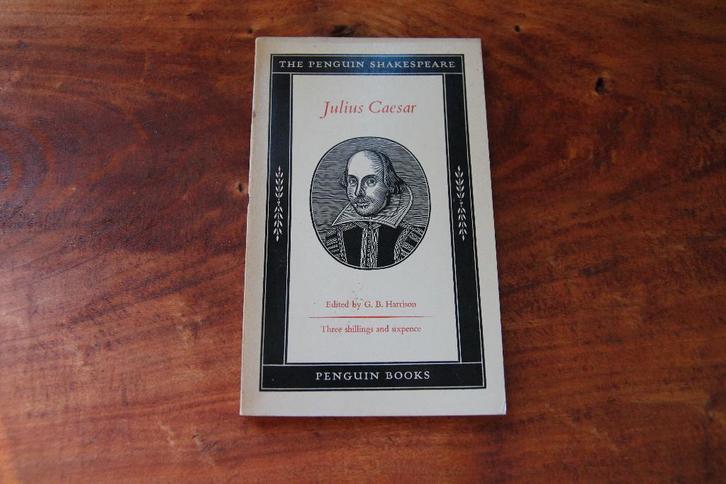 THE PENGUIN SHAKESPEARE
Julius Caesar
Edited by G. B. Harrison
Three shillings and sixpence
PENGUIN BOOKS